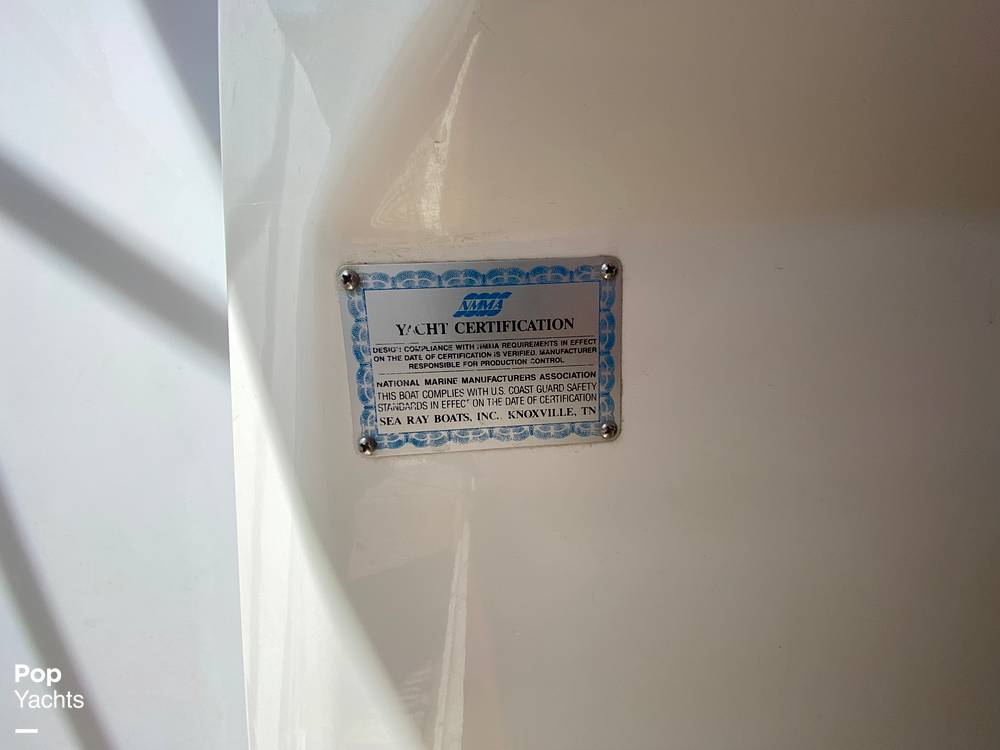 NMMA
YACHT CERTIFICATION
DESIGN COMPLIANCE WITH NMMA REQUIREMENTS IN EFFECT
ON THE DATE OF CERTIFICATION IS VERIFIED. MANUFACTURER
RESPONSIBLE FOR PRODUCTION CONTROL
NATIONAL MARINE MANUFACTURERS ASSOCIATION
THIS BOAT COMPLIES WITH U.S. COAST GUARD SAFETY
STANDARDS IN EFFECT ON THE DATE OF CERTIFICATION
SEA RAY BOATS, INC. KNOXVILLE, TN
Pop
Yachts